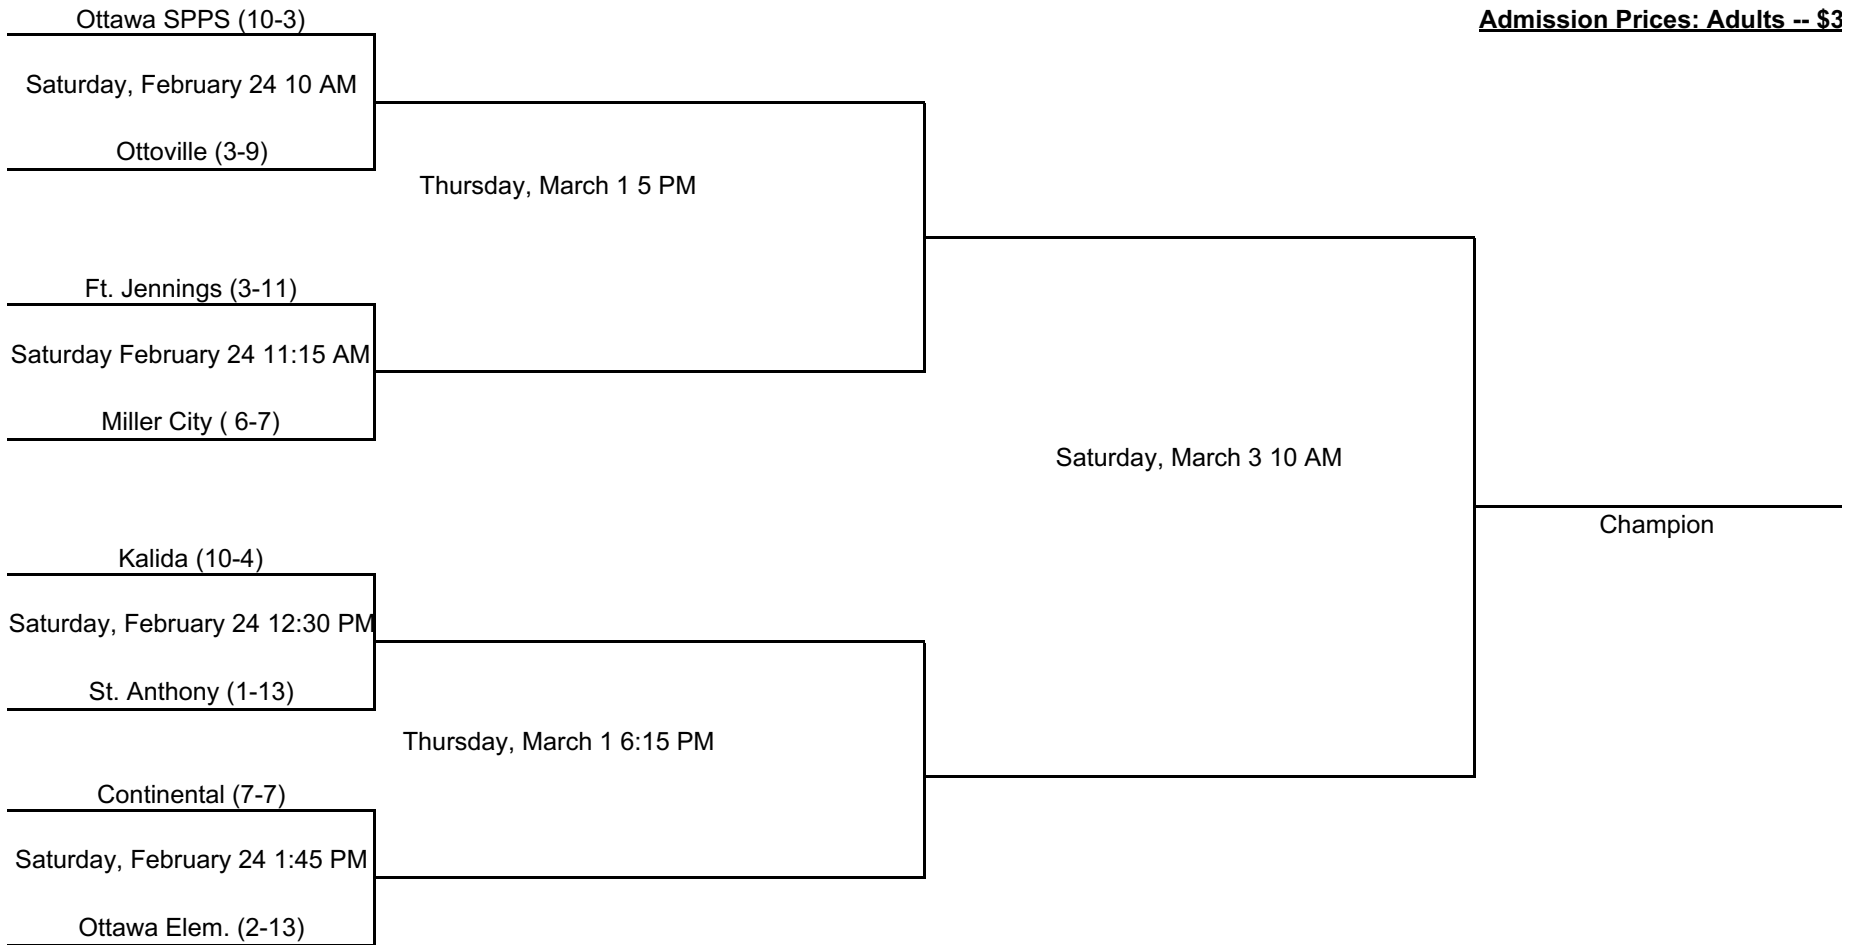 Ottawa SPPS (10-3)
Admission Prices: Adults -- $3
Saturday, February 24 10 AM
Ottoville (3-9)
Thursday, March 1 5 PM
Ft. Jennings (3-11)
Saturday February 24 11:15 AM
Miller City ( 6-7)
Saturday, March 3 10 AM
Champion
Kalida (10-4)
Saturday, February 24 12:30 PM
St. Anthony (1-13)
Thursday, March 1 6:15 PM
Continental (7-7)
Saturday, February 24 1:45 PM
Ottawa Elem. (2-13)